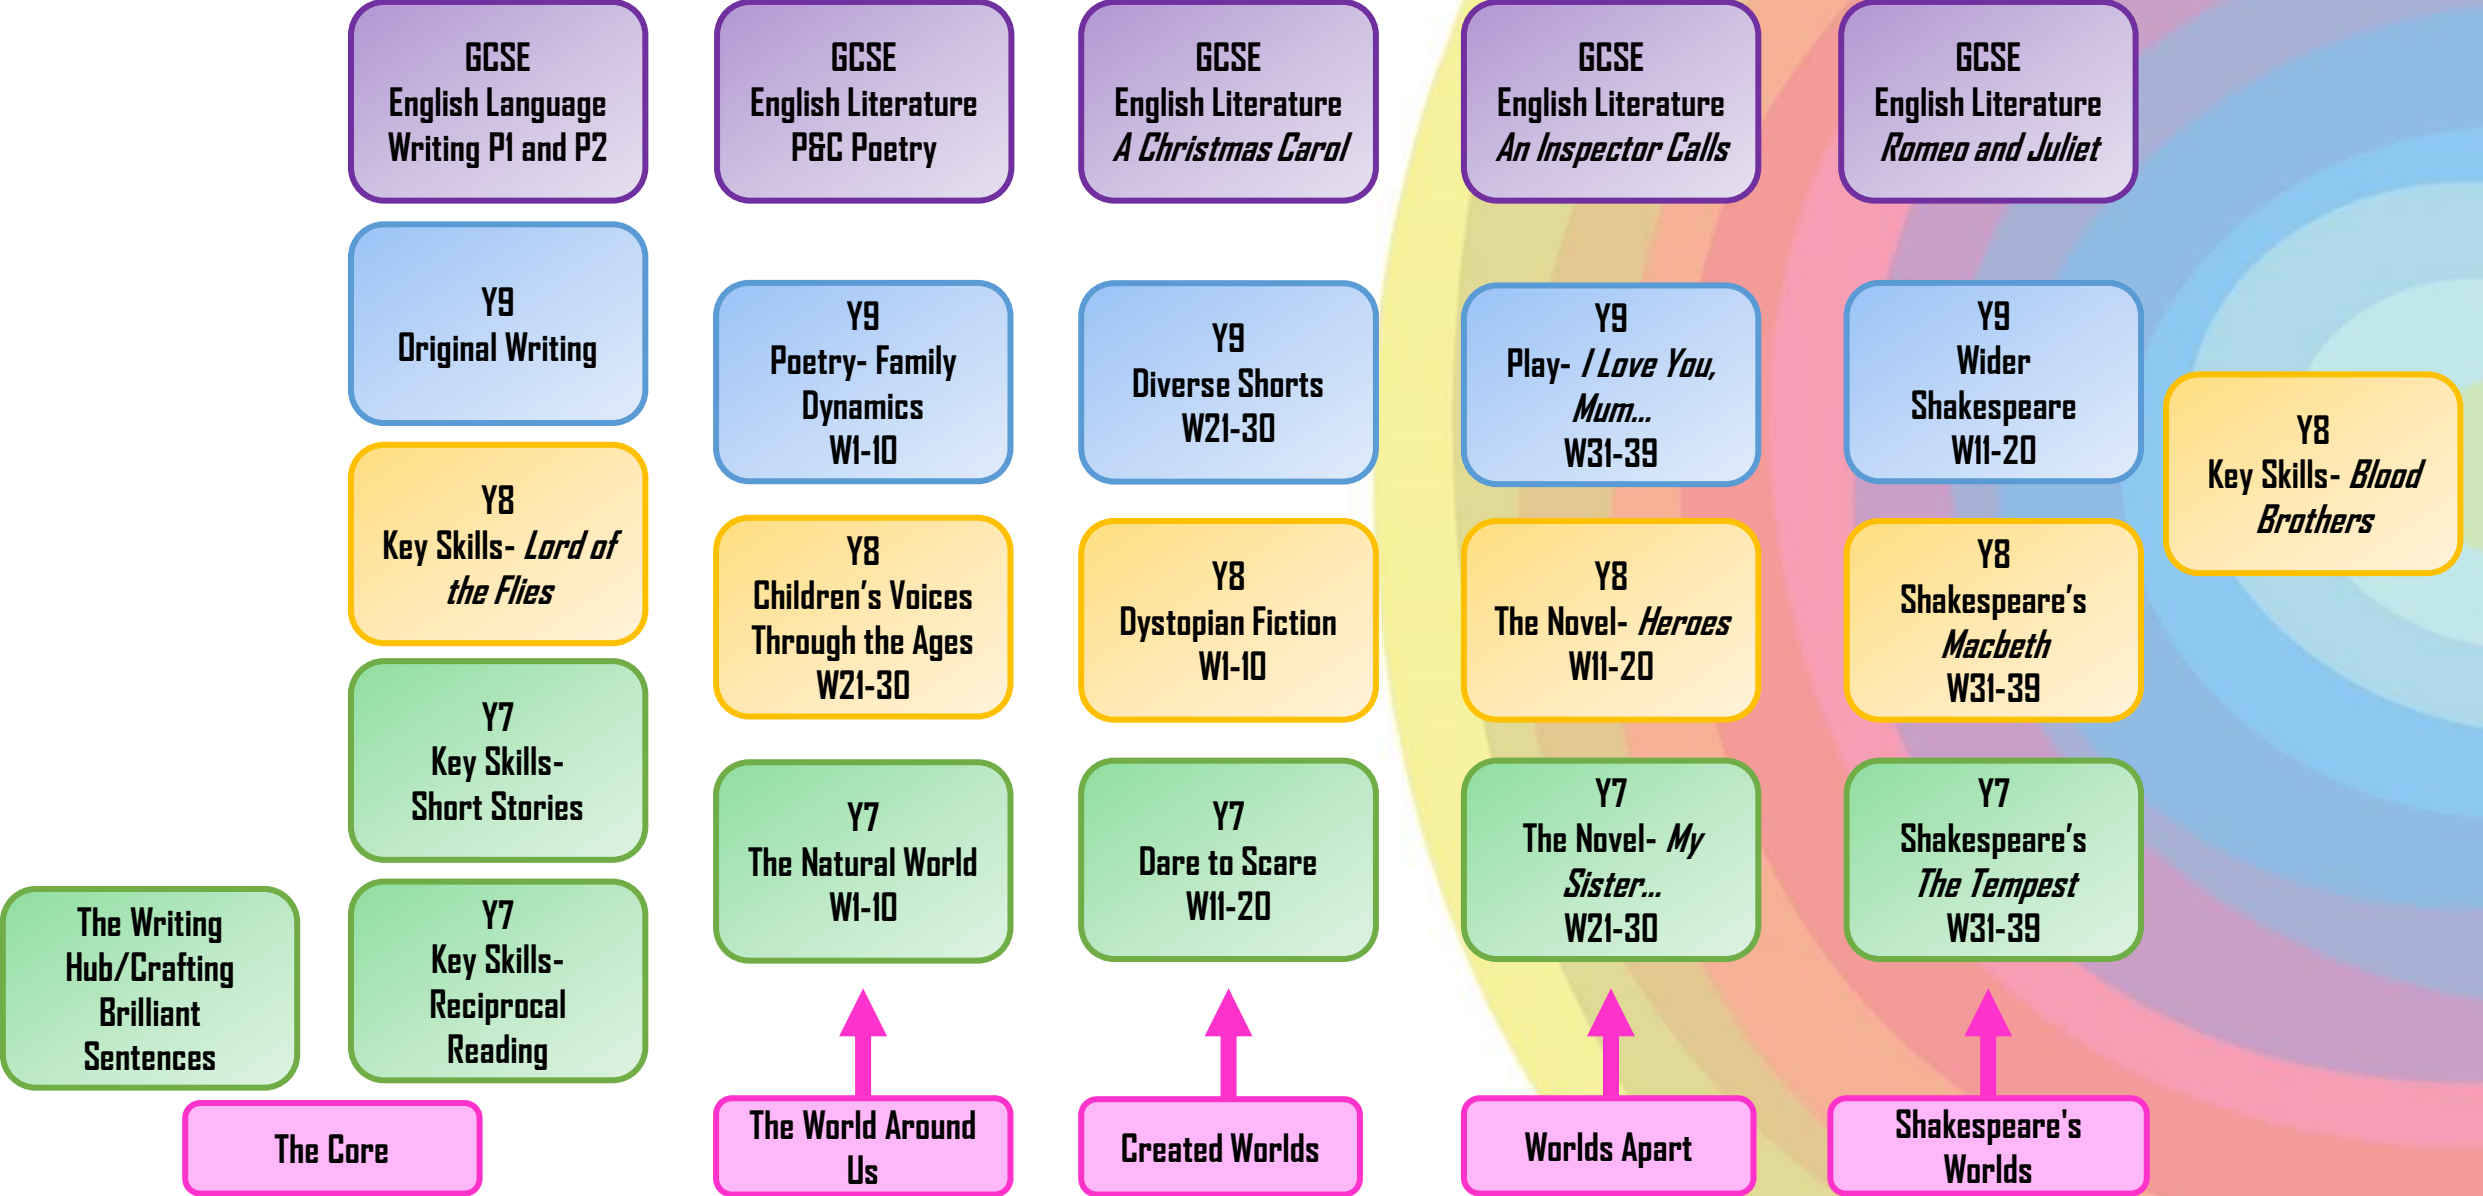 GCSE
English Language
Writing P1 and P2
GCSE
English Literature
P&C Poetry
GCSE
English Literature
A Christmas Carol
GCSE
English Literature
An Inspector Calls
GCSE
English Literature
Romeo and Juliet
Y9
Original Writing
Y9
Poetry- Family
Dynamics
W1-10
Y9
Diverse Shorts
W21-30
Y9
Play- I Love You,
Mum...
W31-39
Y9
Wider
Shakespeare
W11-20
Y8
Key Skills- Blood
Brothers
Y8
Key Skills- Lord of
the Flies
Y8
Children's Voices
Through the Ages
W21-30
Y8
Dystopian Fiction
W1-10
Y8
The Novel- Heroes
W11-20
Y8
Shakespeare's
Macbeth
W31-39
Y7
Key Skills-
Short Stories
Y7
The Natural World
W1-10
Y7
Dare to Scare
W11-20
Y7
The Novel- My
Sister...
W21-30
Y7
Shakespeare's
The Tempest
W31-39
The Writing
Hub/Crafting
Brilliant
Sentences
Y7
Key Skills-
Reciprocal
Reading
The Core
The World Around
Us
Created Worlds
Worlds Apart
Shakespeare's
Worlds